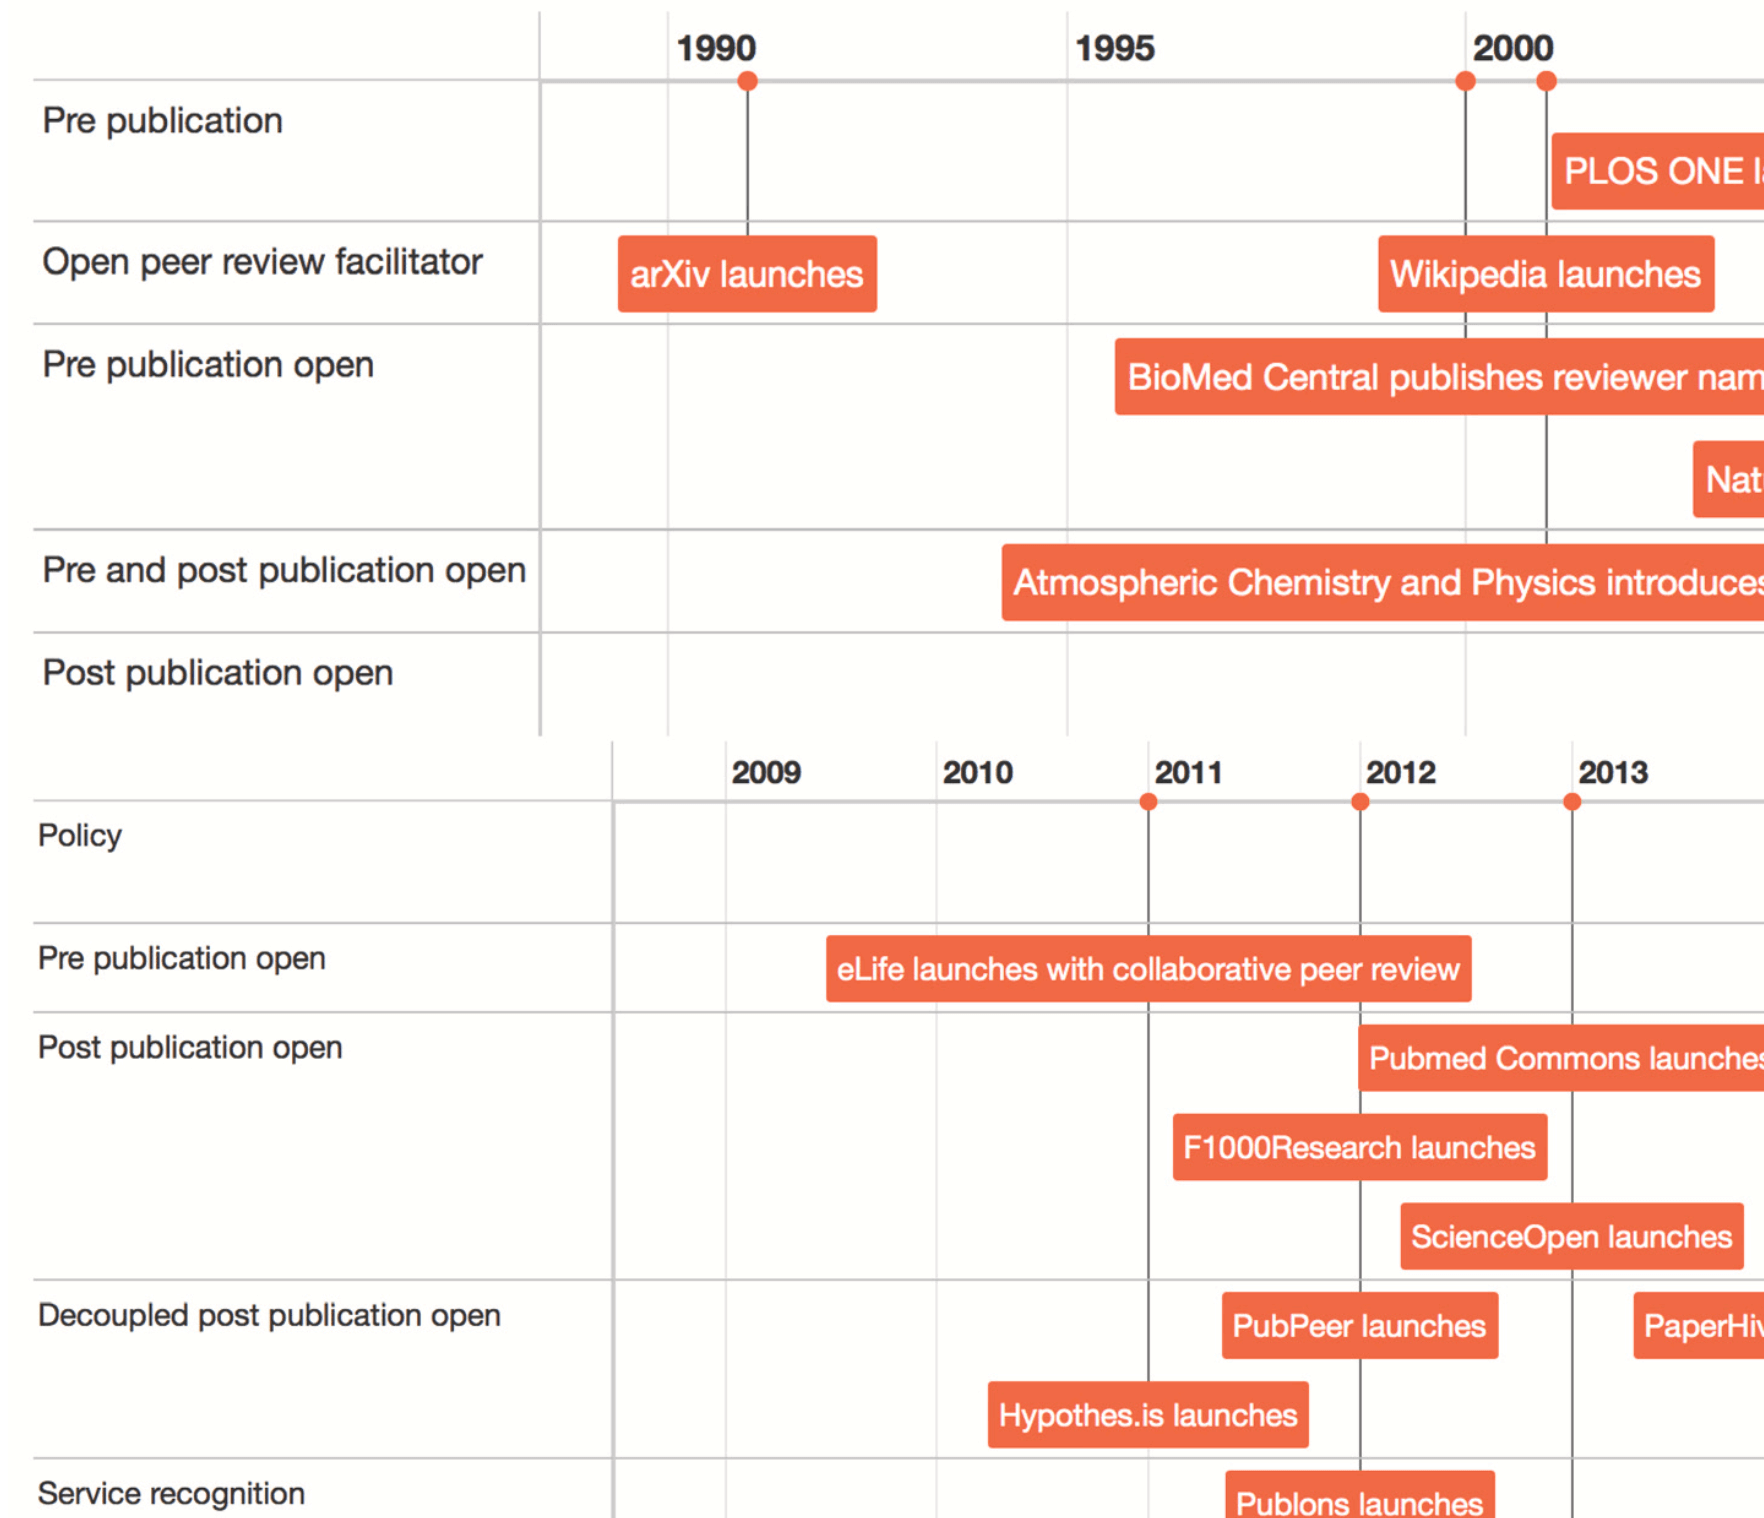 1990 1995 2000
Pre publication
PLOS ONE
Open peer review facilitator
arXiv launches Wikipedia launches
Pre publication open
BioMed Central publishes reviewer
Pre and post publication open
Atmospheric Chemistry and Physics introduces
Post publication open
2009 2010 2011 2012 2013
Policy
Pre publication open
eLife launches with collaborative peer review
Post publication open
Pubmed Commons launches
F1000Research launches
ScienceOpen launches
Decoupled post publication open
PubPeer launches
Hypothes.is launches
Service recognition
Publons launches